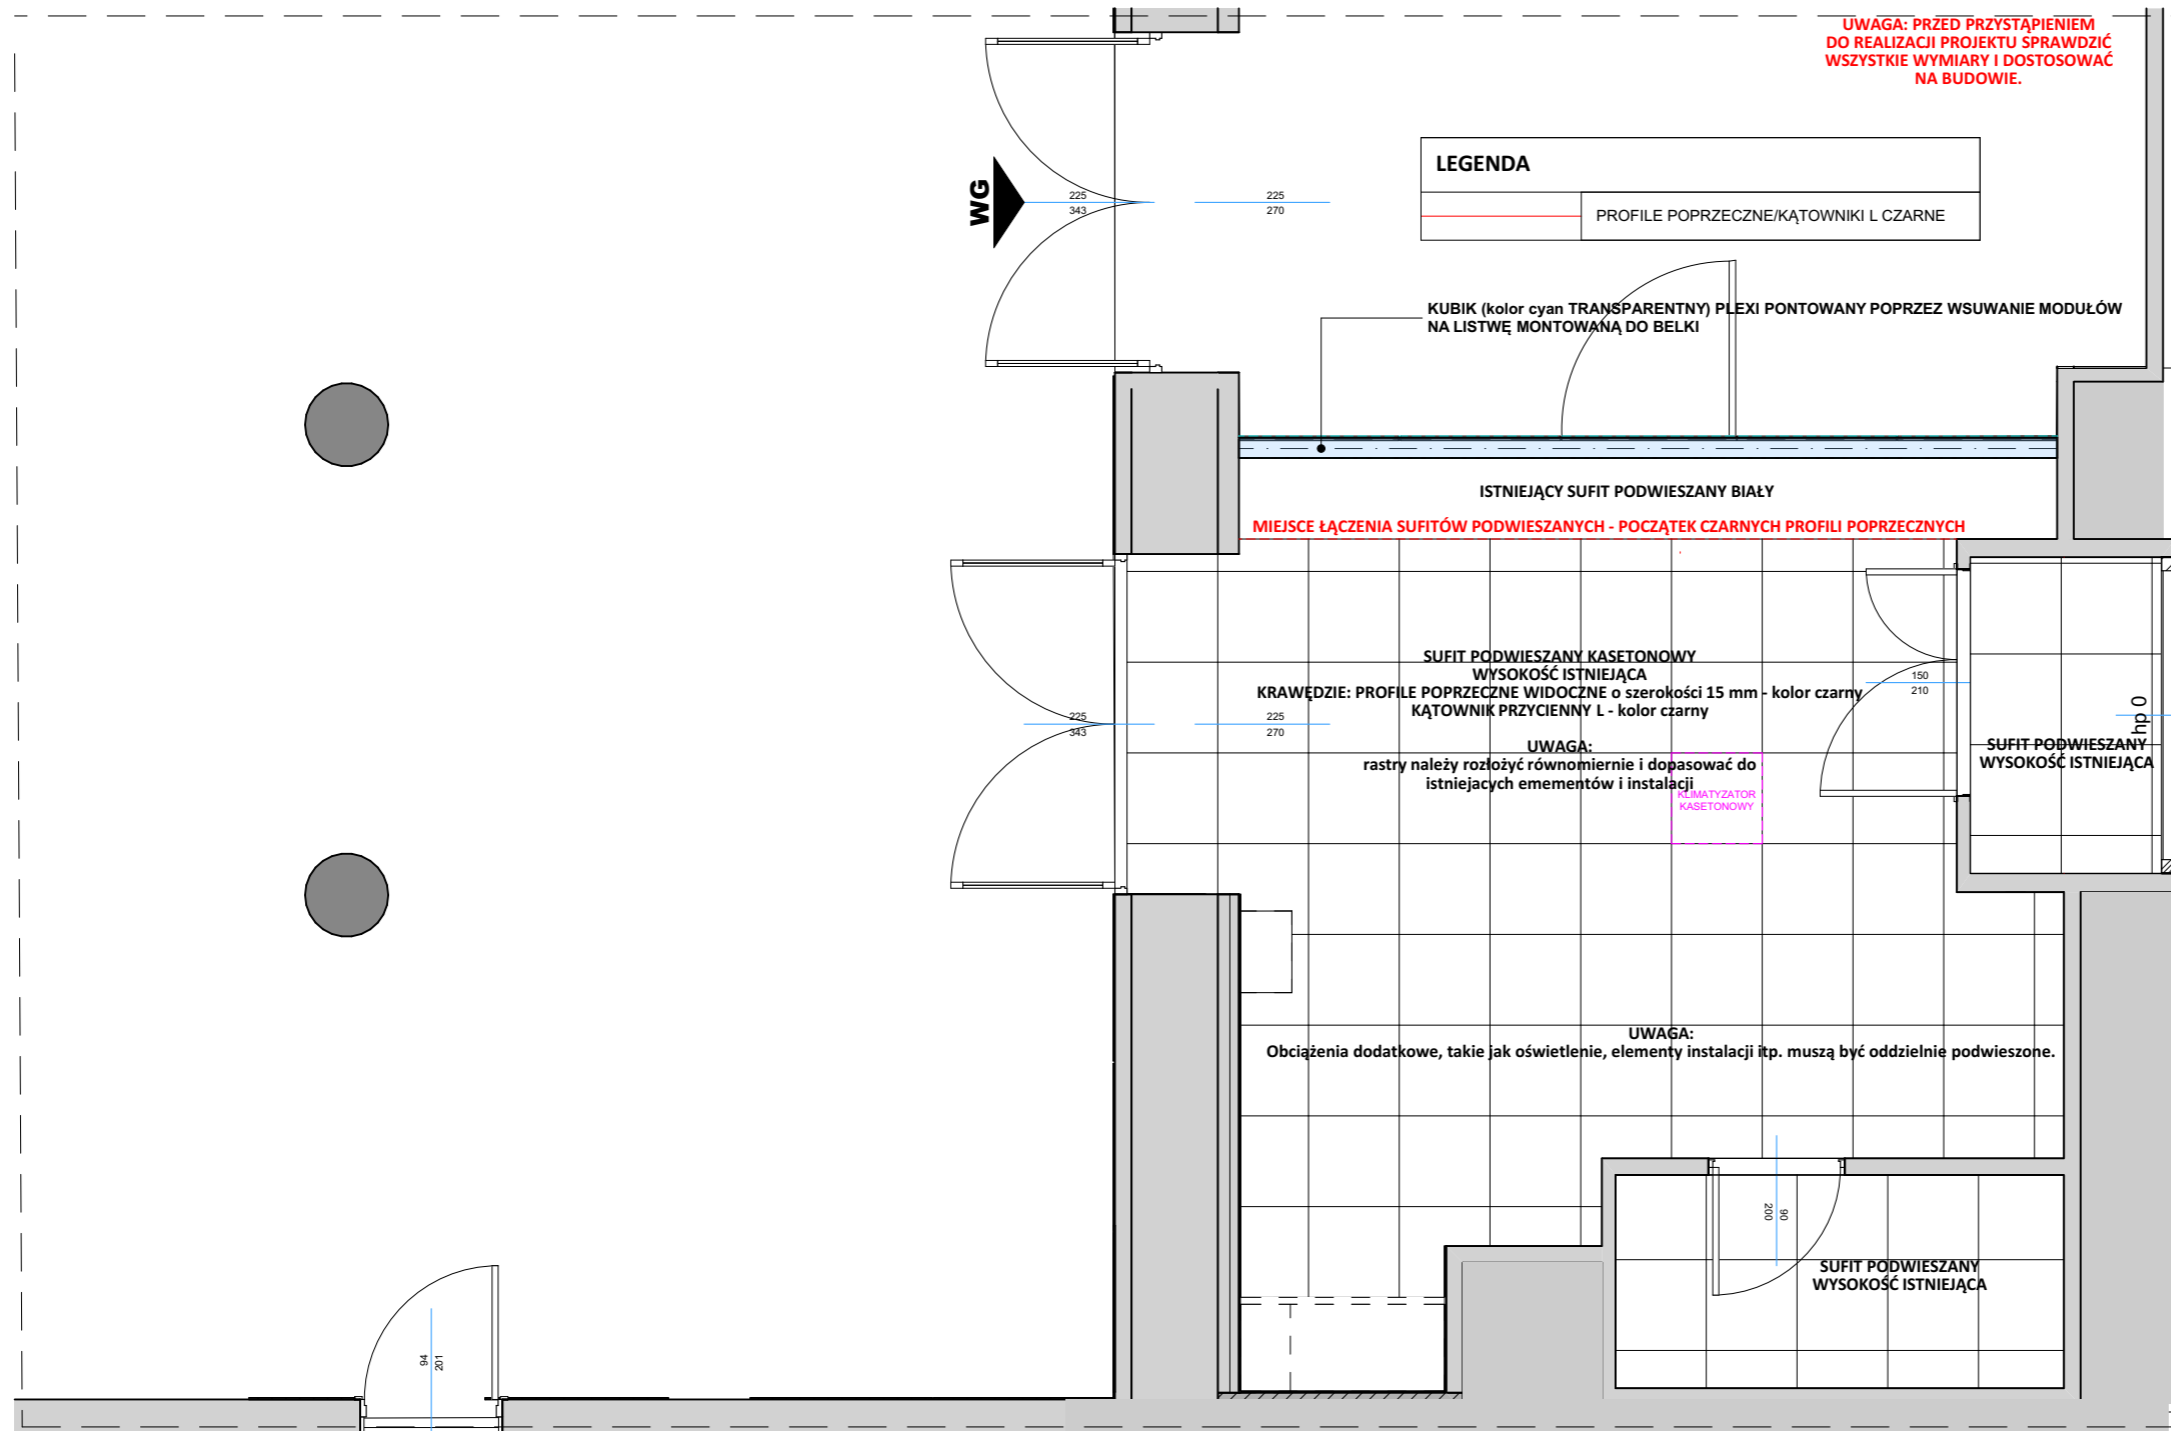 UWAGA: PRZED PRZYSTĄPIENIEM
DO REALIZACJI PROJEKTU SPRAWDZIĆ
WSZYSTKIE WYMIARY I DOSTOSOWAĆ
NA BUDOWIE.
LEGENDA
PROFILE POPRZECZNE/KĄTOWNIKI L CZARNE
WG
225
343
225
270
KUBIK (kolor cyan TRANSPARENTNY) PLEXI PONTOWANY POPRZEZ WSUWANIE MODUŁÓW
NA LISTWĘ MONTOWANĄ DO BELKI
ISTNIEJĄCY SUFIT PODWIESZANY BIAŁY
MIEJSCE ŁĄCZENIA SUFITÓW PODWIESZANYCH - POCZĄTEK CZARNYCH PROFILI POPRZECZNYCH
SUFIT PODWIESZANY KASETONOWY
WYSOKOŚĆ ISTNIEJĄCA
KRAWĘDZIE: PROFILE POPRZECZNE WIDOCZNE o szerokości 15 mm - kolor czarny
KĄTOWNIK PRZYCIENNY L - kolor czarny
225
343
225
270
150
210
UWAGA:
rastry należy rozłożyć równomiernie i dopasować do
istniejacych emementów i instalacji
KLIMATYZATOR
KASETONOWY
hp 0
SUFIT PODWIESZANY
WYSOKOŚĆ ISTNIEJĄCA
UWAGA:
Obciążenia dodatkowe, takie jak oświetlenie, elementy instalacji itp. muszą być oddzielnie podwieszone.
90
200
SUFIT PODWIESZANY
WYSOKOŚĆ ISTNIEJĄCA
94
201